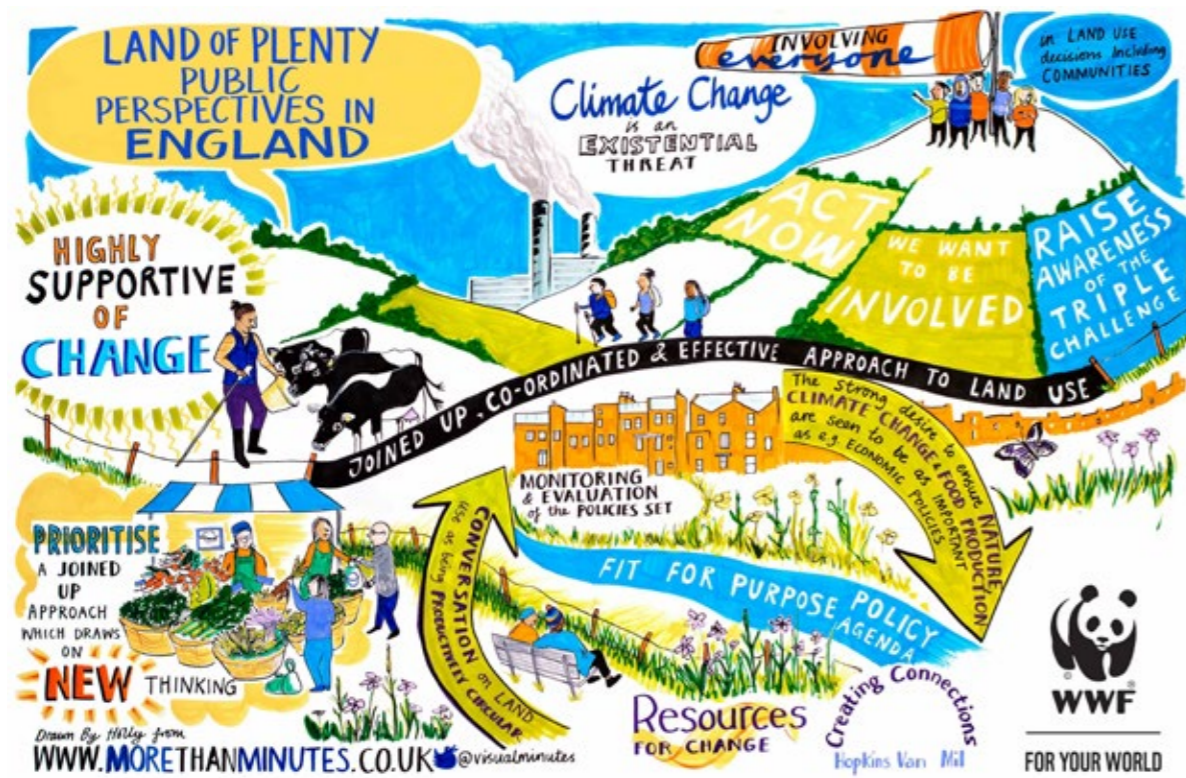 LAND OF PLENTY
PUBLIC
PERSPECTIVES IN
ENGLAND
INVOLVING
everyone
in LAND USE
decisions including
COMMUNITIES
Climate Change
is an
EXISTENTIAL
THREAT
HIGHLY
SUPPORTIVE
OF
CHANGE
ACT
NOW
WE WANT
TO BE
INVOLVED
RAISE
AWARENESS
OF THE
TRIPLE
CHALLENGE
JOINED UP, CO-ORDINATED & EFFECTIVE APPROACH TO LAND USE
The strong desire to ensure NATURE,
CLIMATE CHANGE & FOOD PRODUCTION
are seen to be as IMPORTANT
as e.g ECONOMIC POLICIES
MONITORING
& EVALUATION
of the POLICIES SET
PRIORITISE
A JOINED
UP
APPROACH
WHICH DRAWS
ON
NEW THINKING
CONVERSATION on LAND
USE as being PRODUCTIVELY CIRCULAR
FIT FOR PURPOSE POLICY
AGENDA
Resources
FOR CHANGE
Creating Connections
Hopkins Van Mil
WWF
FOR YOUR WORLD
Drawn By Holly from
WWW.MORETHANMINUTES.CO.UK @visualminutes